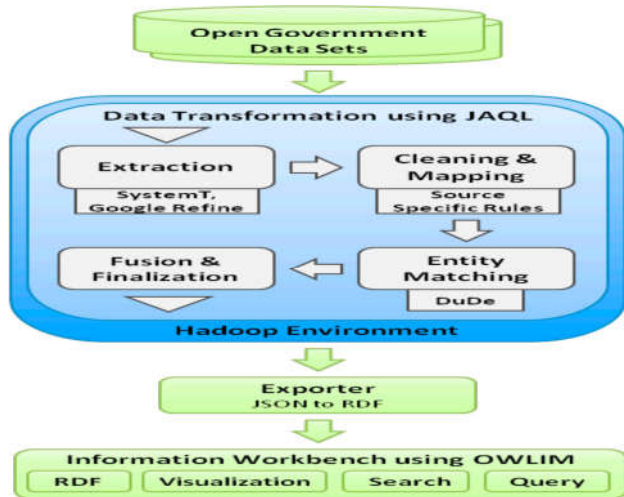 Open Government
Data Sets
Data Transformation using JAQL
Extraction
SystemT,
Google Refine
Cleaning &
Mapping
Source
Specific Rules
Fusion &
Finalization
Entity
Matching
DuDe
Hadoop Environment
Exporter
JSON to RDF
Information Workbench using OWLIM
RDF
Visualization
Search
Query